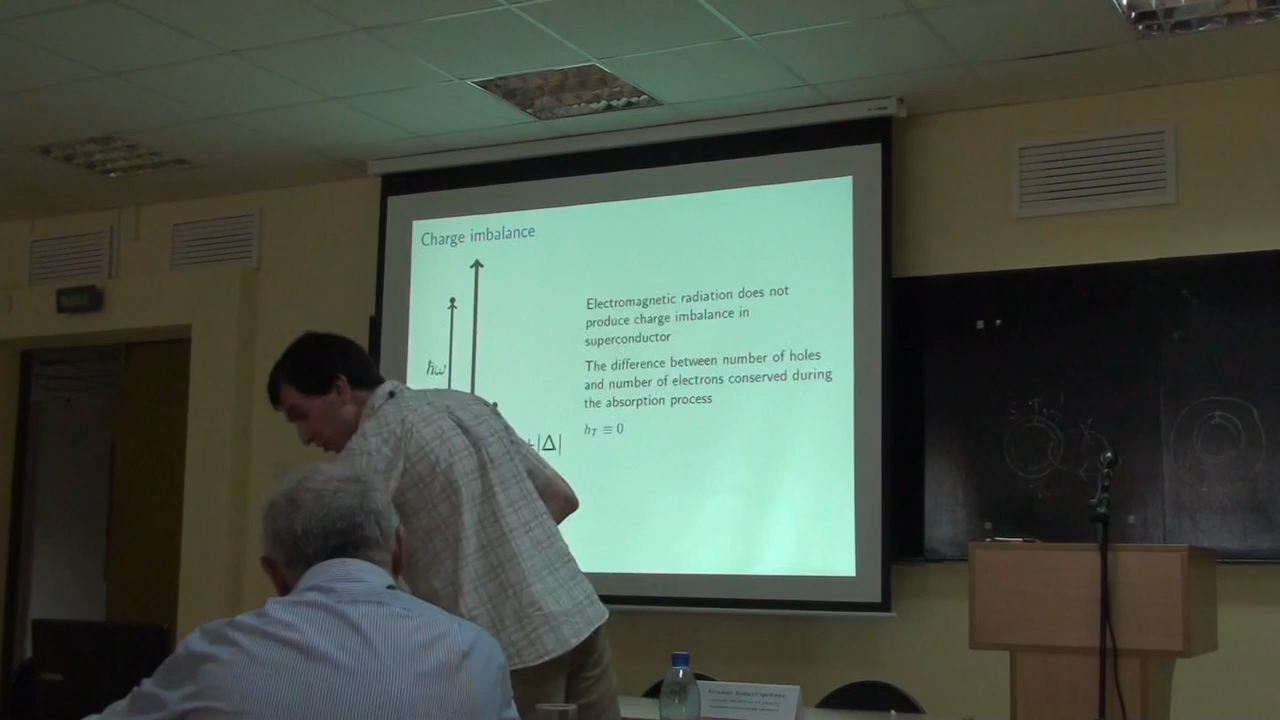 Charge imbalance
ħω
+|Δ|
Electromagnetic radiation does not
produce charge imbalance in
superconductor
The difference between number of holes
and number of electrons conserved during
the absorption process
h_T ≡ 0